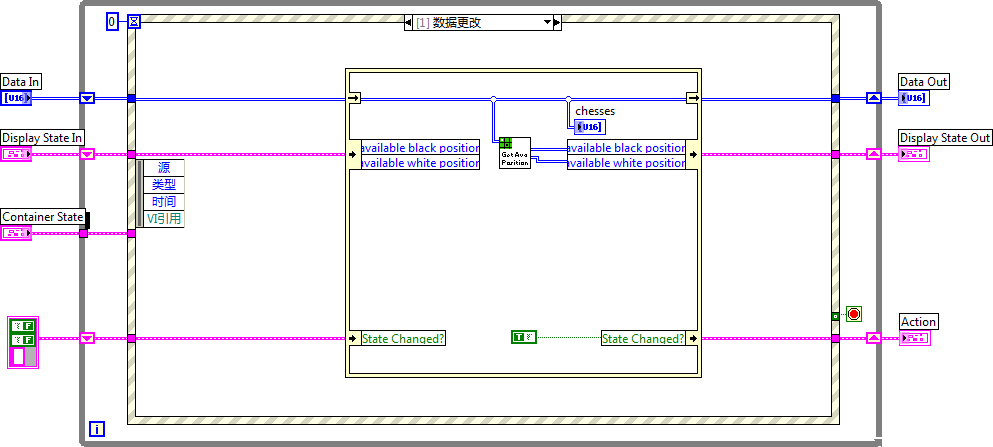 0
[1] 数据更改
Data In
[U16]
Data Out
[U16]
chesses
[U16]
Display State In
Display State Out
available black position
available white position
Get Ava
Position
available black position
available white position
源
类型
时间
VI引用
Container State
F
F
State Changed?
T
State Changed?
Action
i